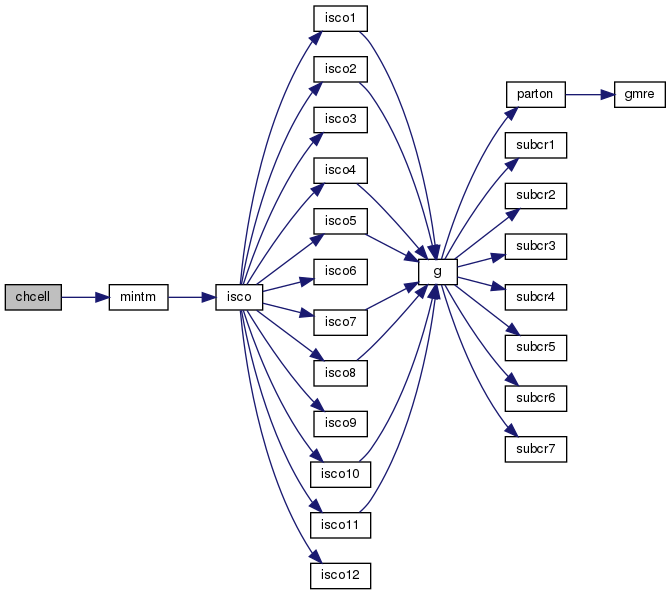 chcell
mintm
isco
isco1
isco2
isco3
isco4
isco5
isco6
isco7
isco8
isco9
isco10
isco11
isco12
g
parton
subcr1
subcr2
subcr3
subcr4
subcr5
subcr6
subcr7
gmre